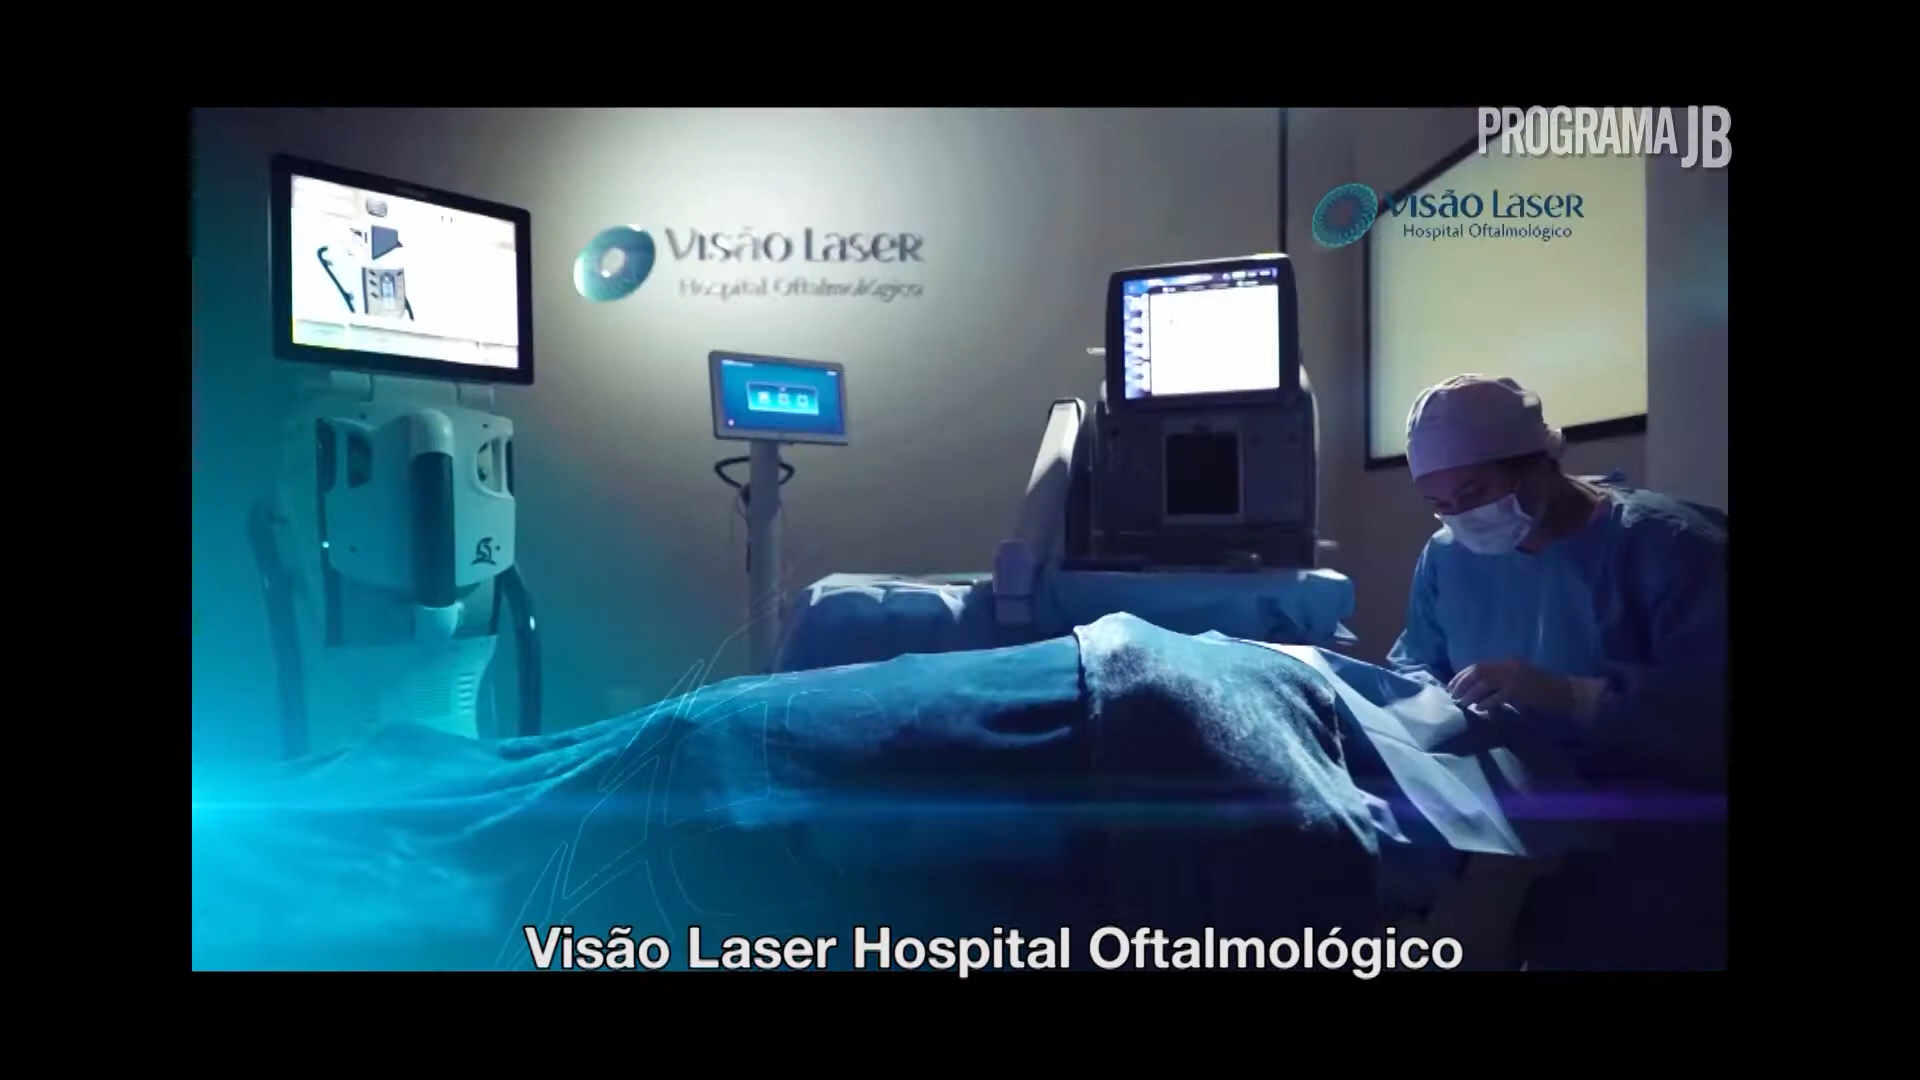 PROGRAMA JB
Visão Laser
Hospital Oftalmológico
Visão Laser
Hospital Oftalmológico
Visão Laser Hospital Oftalmológico